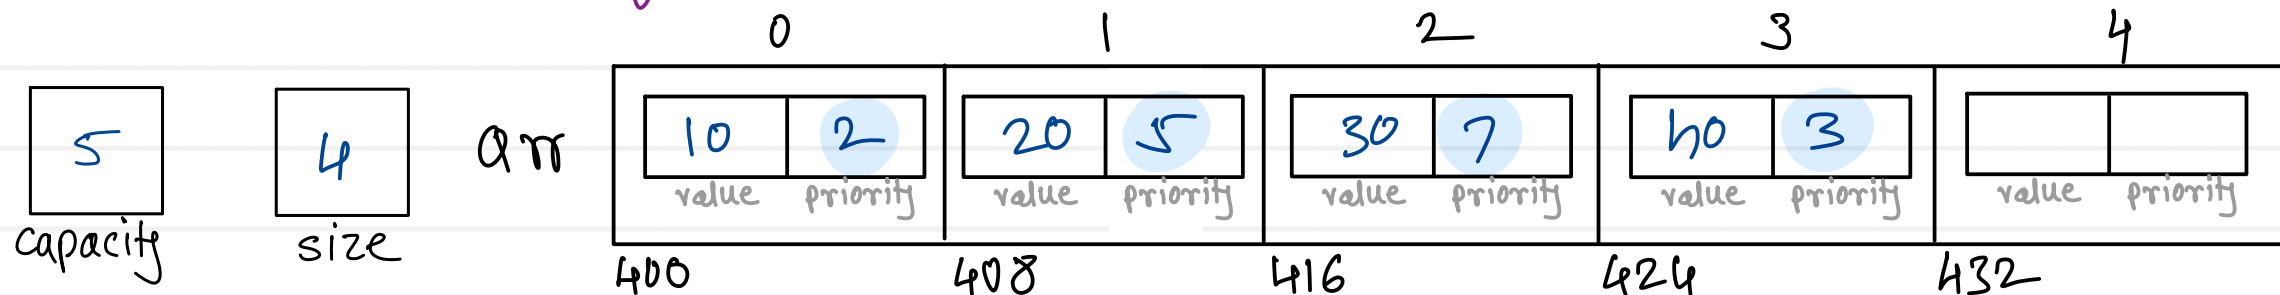 0 1 2 3 4
5 4 arr 10 2 20 5 30 7 40 3
value priority value priority value priority value priority value priority
capacity size
400 408 416 424 432